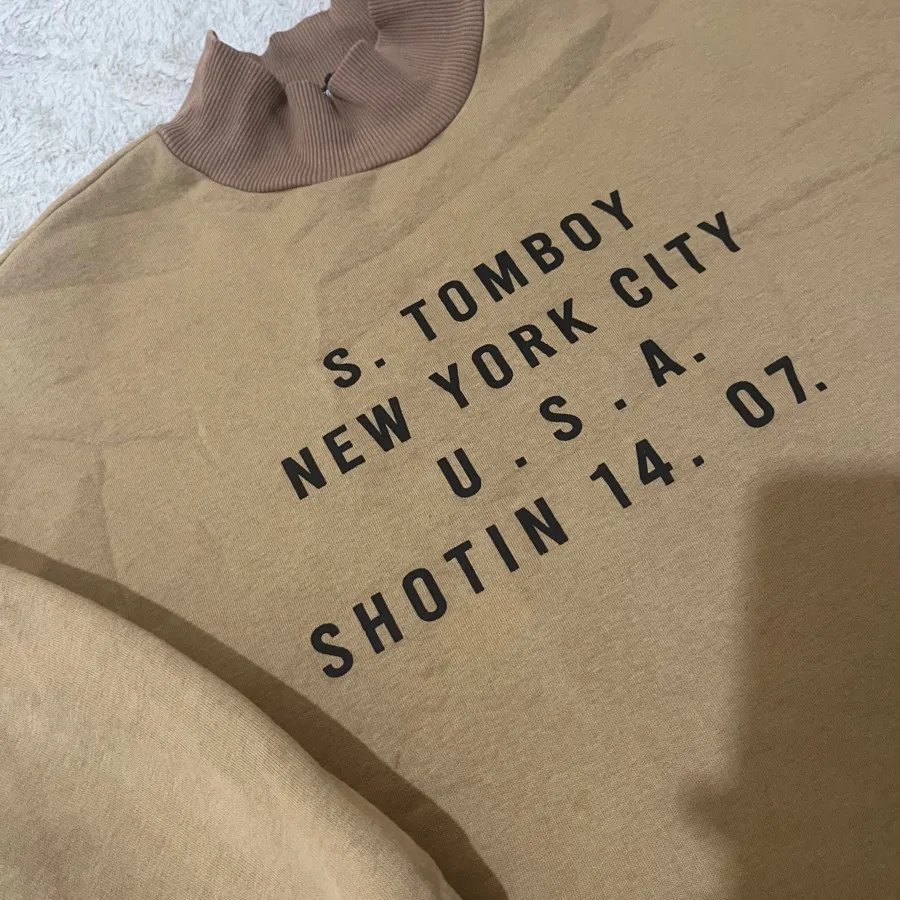 S. TOMBOY
NEW YORK CITY
U . S . A .
SHOTIN 14. 07.